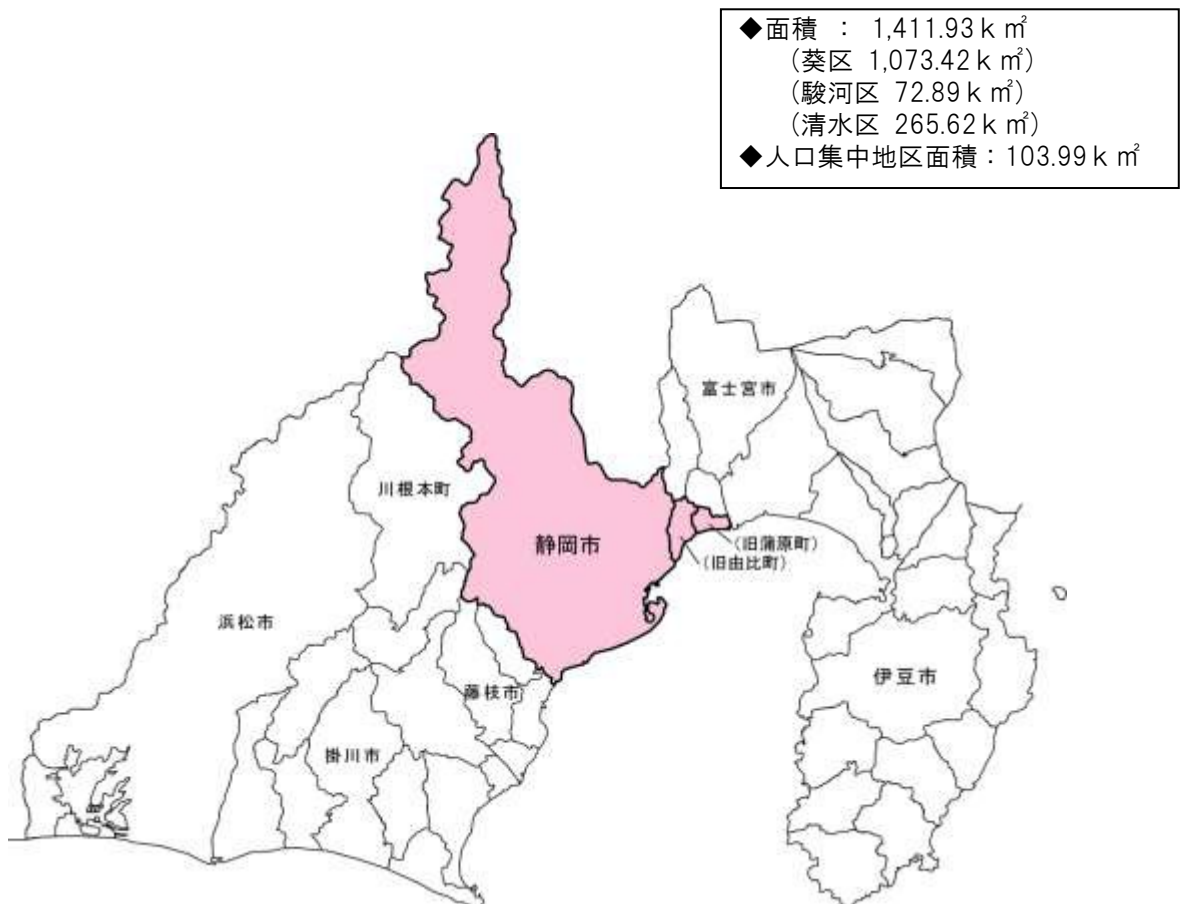 ◆面積 ： 1,411.93ｋ㎡
（葵区 1,073.42ｋ㎡）
（駿河区 72.89ｋ㎡）
（清水区 265.62ｋ㎡）
◆人口集中地区面積：103.99ｋ㎡
富士宮市
川根本町
静岡市
（旧蒲原町）
（旧由比町）
浜松市
伊豆市
藤枝市
掛川市